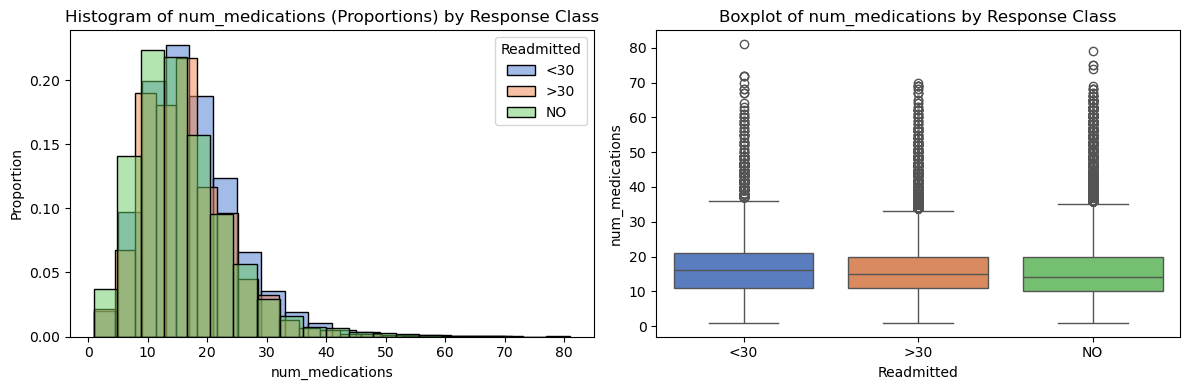 Histogram of num_medications (Proportions) by Response Class
Proportion
0.20
0.15
0.10
0.05
0.00
0 10 20 30 40 50 60 70 80
num_medications
Readmitted
<30
>30
NO
Boxplot of num_medications by Response Class
num_medications
80
70
60
50
40
30
20
10
0
<30 >30 NO
Readmitted